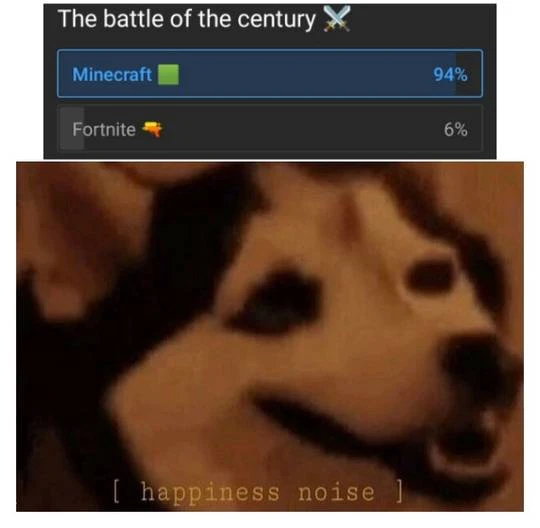 The battle of the century ⚔️
Minecraft 🟩 94%
Fortnite 🔫 6%
[ happiness noise ]